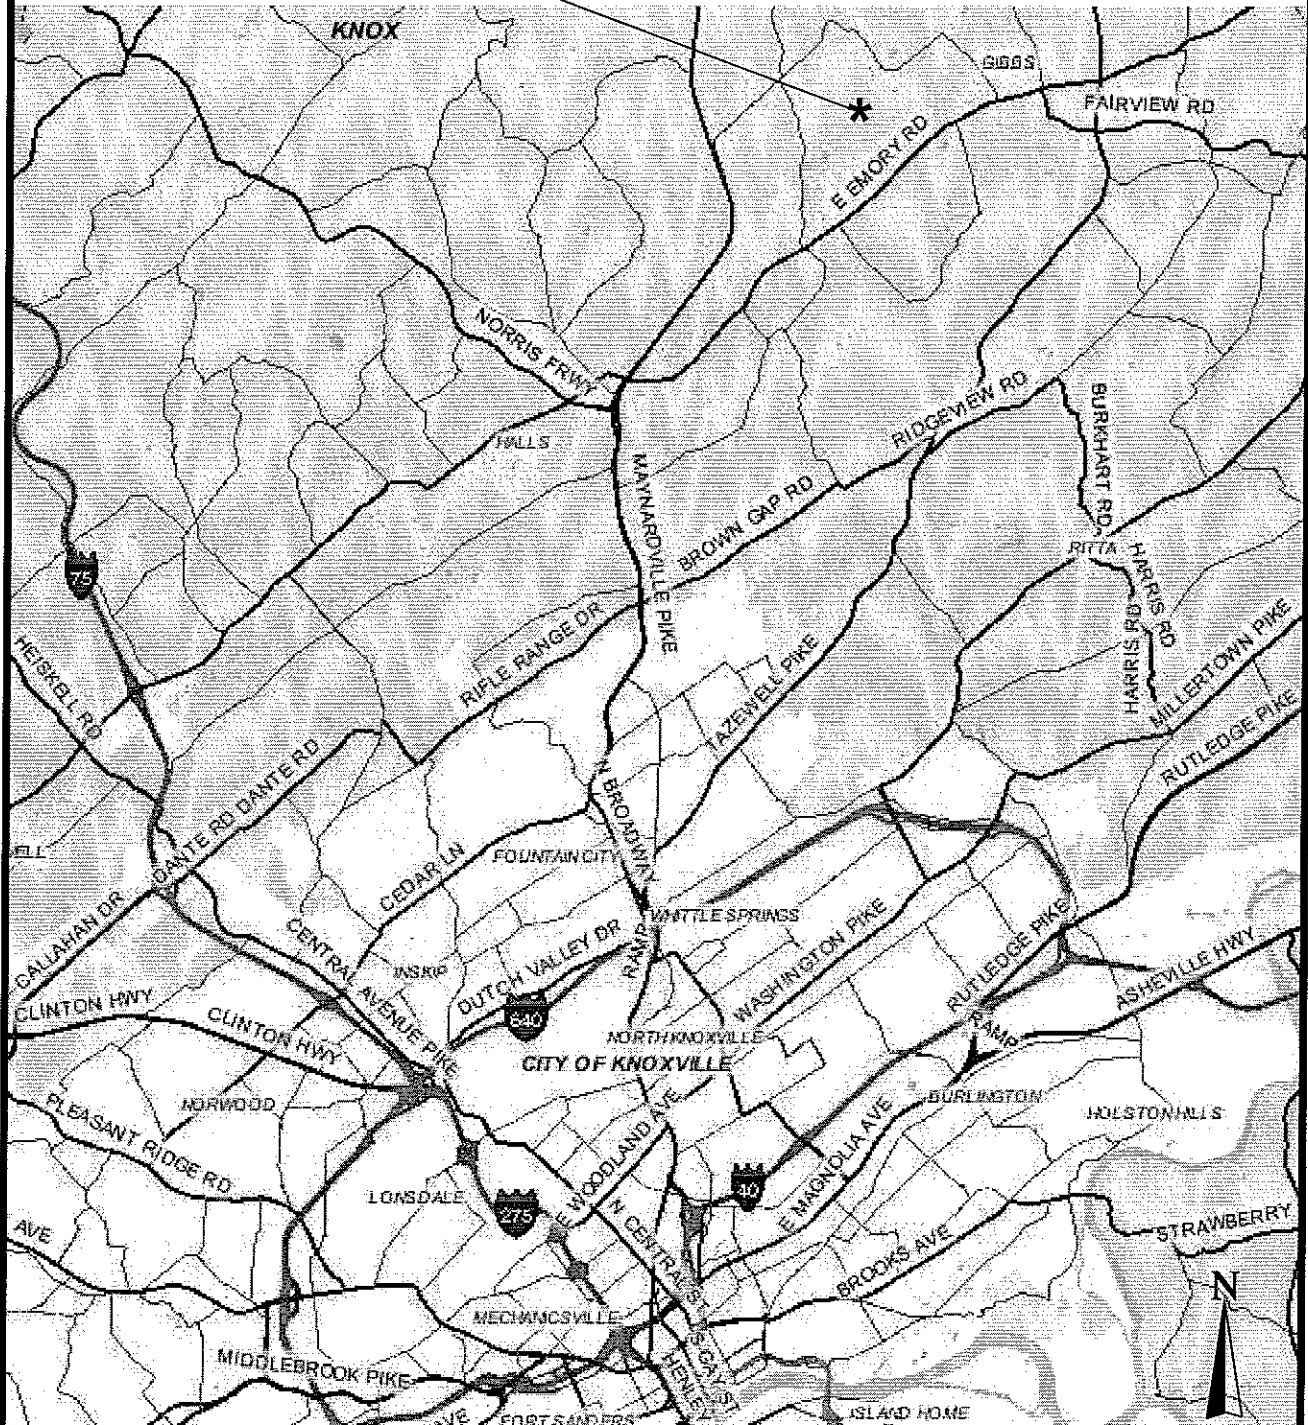 KNOX
GIBBS
FAIRVIEW RD
E EMORY RD
NORRIS FRWY
RIDGEVIEW RD
BURKHART RD
HALLS
MAYNARDVILLE PIKE
BROWN GAP RD
RITTA
HARRIS RD
HARRIS RD
75
HEISKELL RD
RIFLE RANGE DR
TAZEWELL PIKE
MILLERTOWN PIKE
RUTLEDGE PIKE
DANTE RD
DANTE RD
N BROADWAY
ELL
CEDAR LN
FOUNTAIN CITY
CALLAHAN DR
WHITTLE SPRINGS
CENTRAL AVENUE PIKE
INSKIP
DUTCH VALLEY DR
RAMP
WASHINGTON PIKE
RUTLEDGE PIKE
ASHEVILLE HWY
CLINTON HWY
CLINTON HWY
640
RAMP
NORTH KNOXVILLE
CITY OF KNOXVILLE
NORWOOD
BURLINGTON
HOLSTON HILLS
PLEASANT RIDGE RD
E WOODLAND AVE
E MAGNOLIA AVE
40
LONSDALE
275
N CENTRAL ST
AVE
BROOKS AVE
STRAWBERRY
N
MECHANICSVILLE
S GAY ST
HENLE
MIDDLEBROOK PIKE
AVE
FORT SANDERS
ISLAND HOME